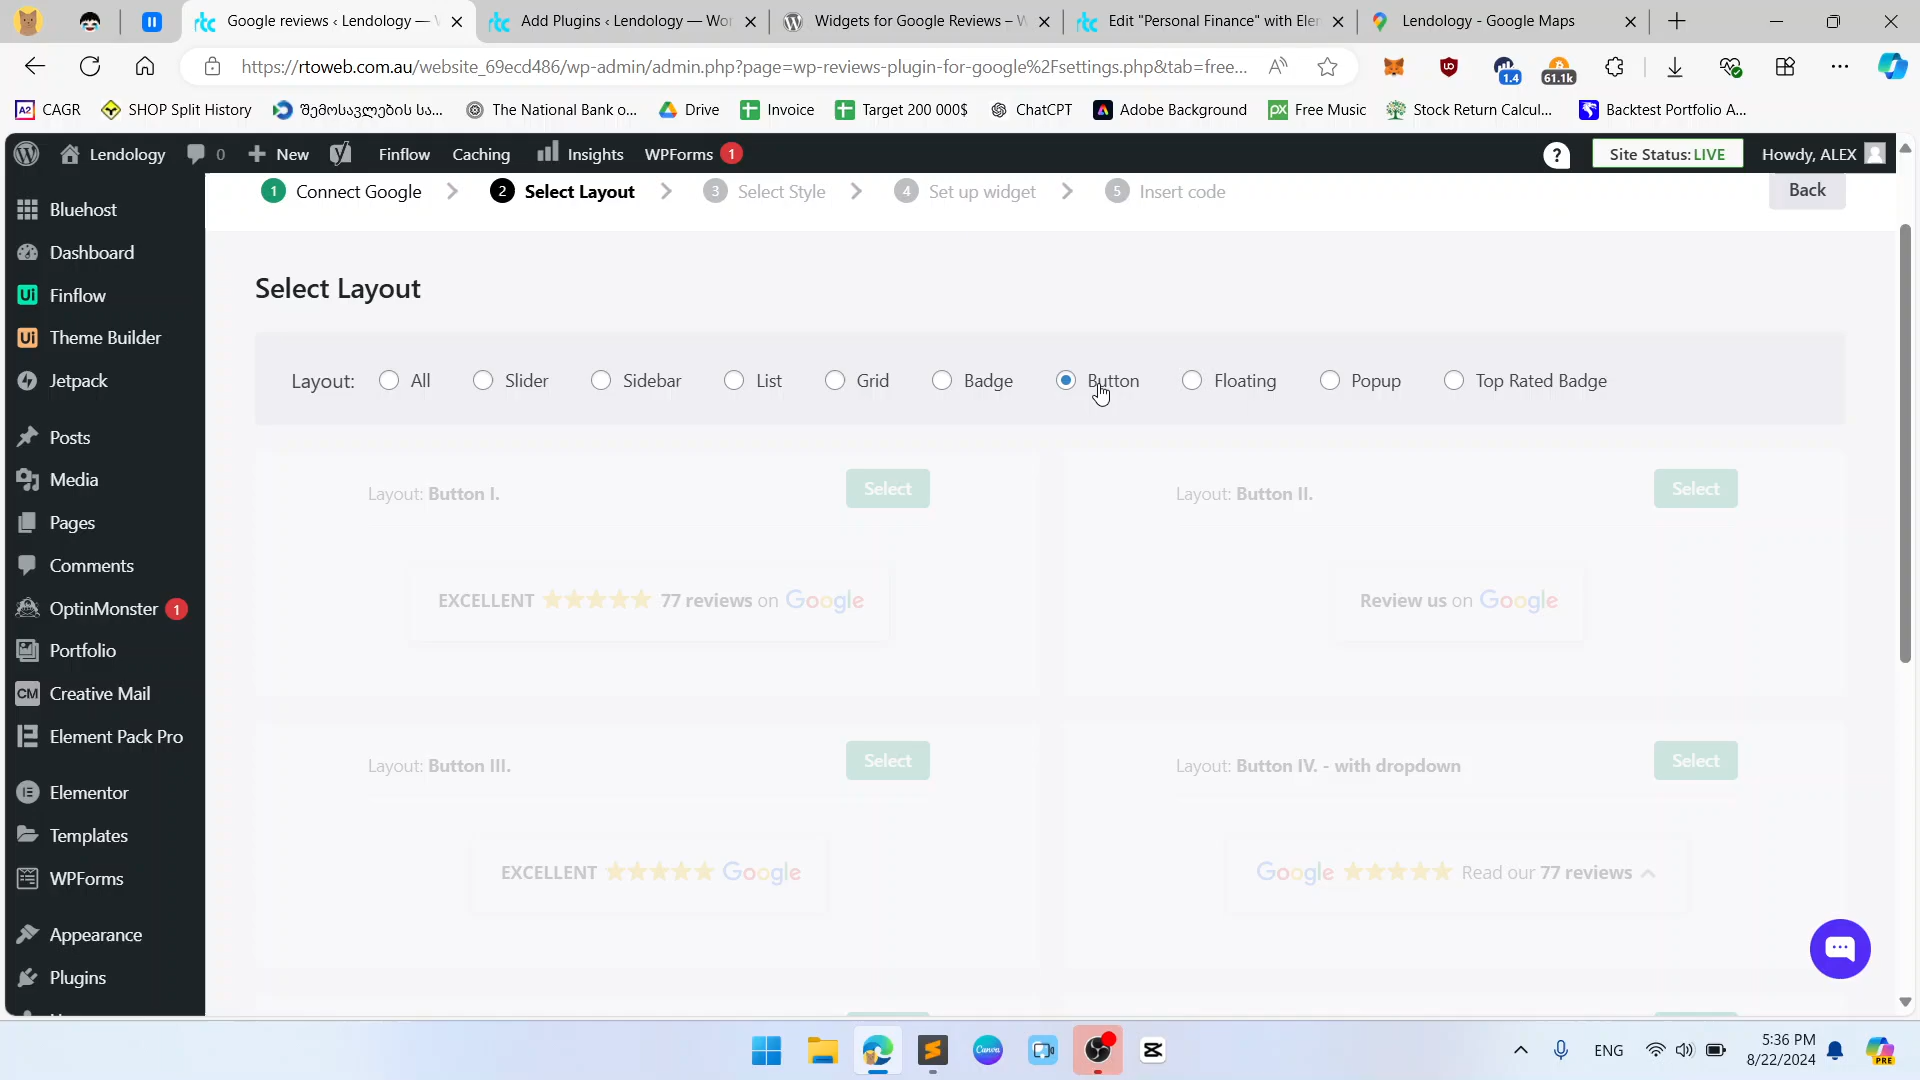 Google reviews ‹ Lendology — W
Add Plugins ‹ Lendology — Wor
Widgets for Google Reviews – W
Edit "Personal Finance" with Eler
Lendology - Google Maps
https://rtoweb.com.au/website_69ecd486/wp-admin/admin.php?page=wp-reviews-plugin-for-google%2Fsettings.php&tab=free...
1.4
61.1k
CAGR
SHOP Split History
შემოსავლების სა...
The National Bank o...
Drive
Invoice
Target 200 000$
ChatGPT
Adobe Background
Free Music
Stock Return Calcul...
Backtest Portfolio A...
Lendology
0
New
Finflow
Caching
Insights
WPForms 1
Site Status: LIVE
Howdy, ALEX
1 Connect Google
2 Select Layout
3 Select Style
4 Set up widget
5 Insert code
Back
Bluehost
Dashboard
Finflow
Theme Builder
Jetpack
Posts
Media
Pages
Comments
OptinMonster 1
Portfolio
Creative Mail
Element Pack Pro
Elementor
Templates
WPForms
Appearance
Plugins
Select Layout
Layout: All Slider Sidebar List Grid Badge Button Floating Popup Top Rated Badge
Layout: Button I.
Select
EXCELLENT 77 reviews on Google
Layout: Button II.
Select
Review us on Google
Layout: Button III.
Select
EXCELLENT Google
Layout: Button IV. - with dropdown
Select
Google Read our 77 reviews
ENG
5:36 PM
8/22/2024
PRE